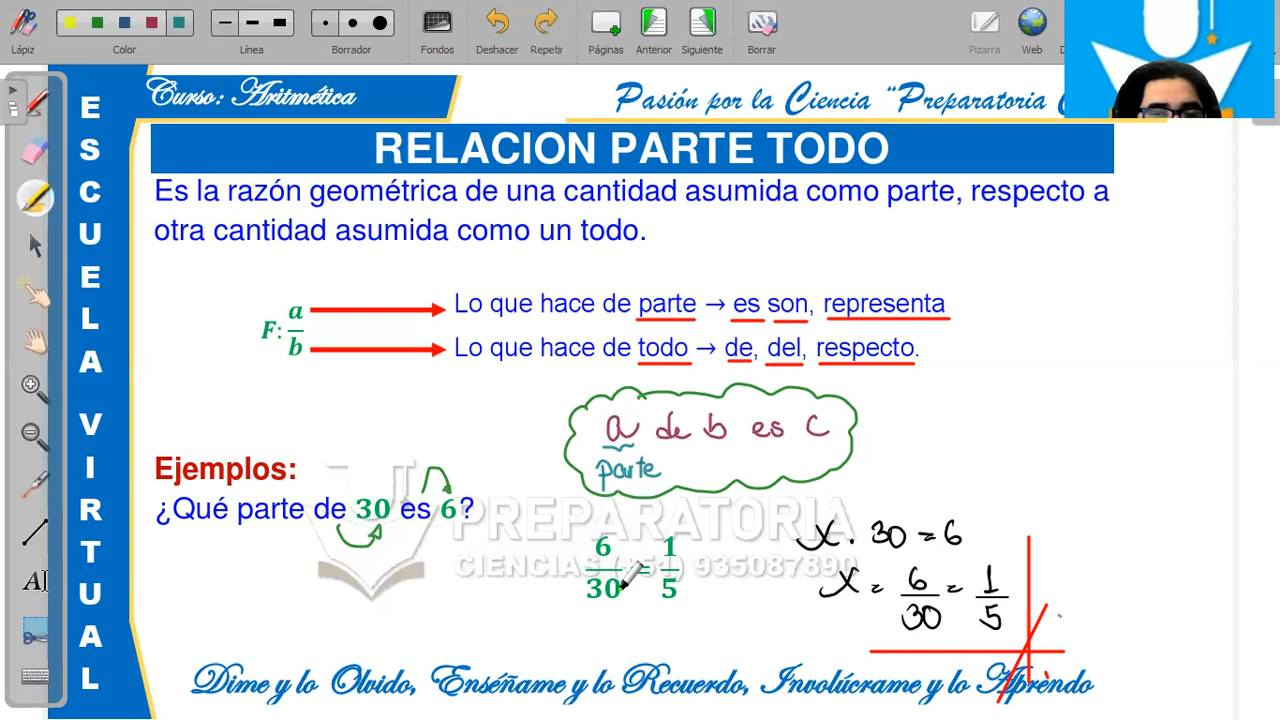 Lápiz Color Línea Borrador Fondos Deshacer Repetir Páginas Anterior Siguiente Borrar Pizarra Web
Curso: Aritmética
Pasión por la Ciencia “Preparatoria C
ESCUELA VIRTUAL
RELACION PARTE TODO
Es la razón geométrica de una cantidad asumida como parte, respecto a
otra cantidad asumida como un todo.
F: a/b
Lo que hace de parte → es son, representa
Lo que hace de todo → de, del, respecto.
a de b es c
parte
Ejemplos:
¿Qué parte de 30 es 6?
PREPARATORIA
CIENCIAS (+51) 935087890
6/30 = 1/5
x . 30 = 6
x = 6/30 = 1/5
Dime y lo Olvido, Enséñame y lo Recuerdo, Involúcrame y lo Aprendo